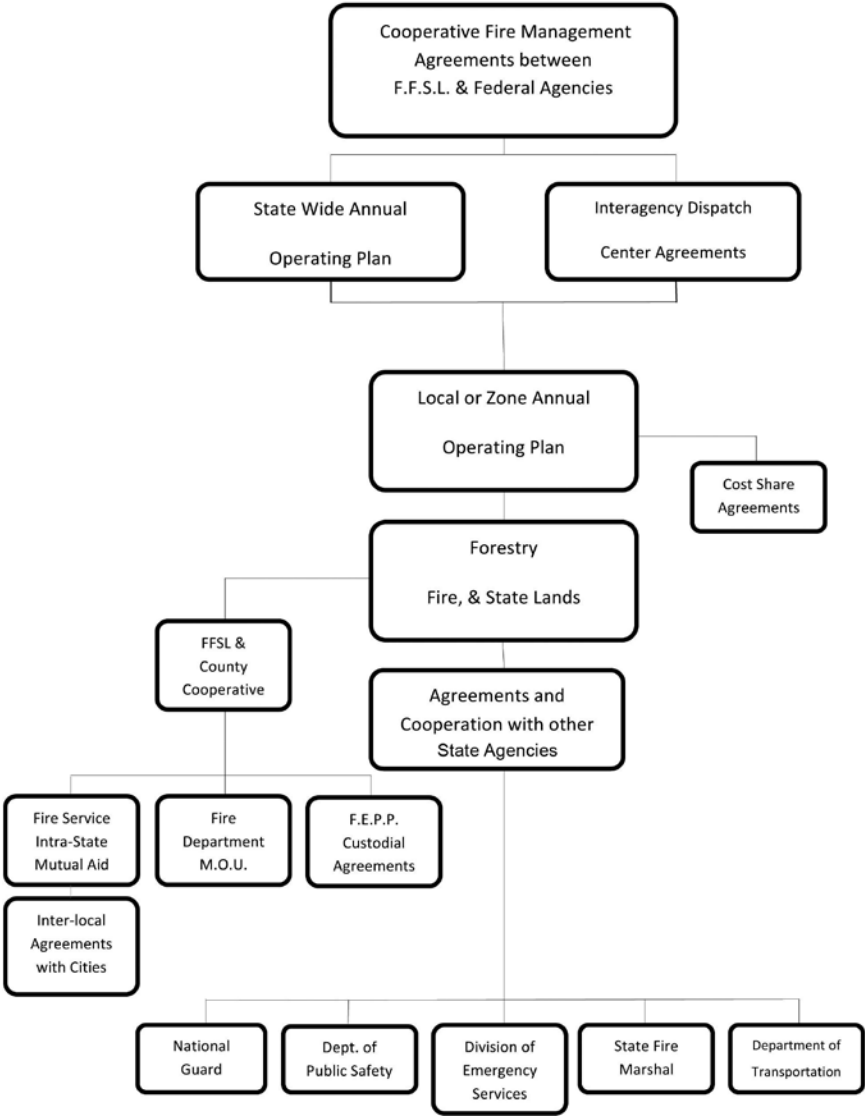 Cooperative Fire Management
Agreements between
F.F.S.L. & Federal Agencies
State Wide Annual
Operating Plan
Interagency Dispatch
Center Agreements
Local or Zone Annual
Operating Plan
Cost Share
Agreements
Forestry
Fire, & State Lands
FFSL &
County
Cooperative
Agreements and
Cooperation with other
State Agencies
Fire Service
Intra-State
Mutual Aid
Fire
Department
M.O.U.
F.E.P.P.
Custodial
Agreements
Inter-local
Agreements
with Cities
National
Guard
Dept. of
Public Safety
Division of
Emergency
Services
State Fire
Marshal
Department of
Transportation